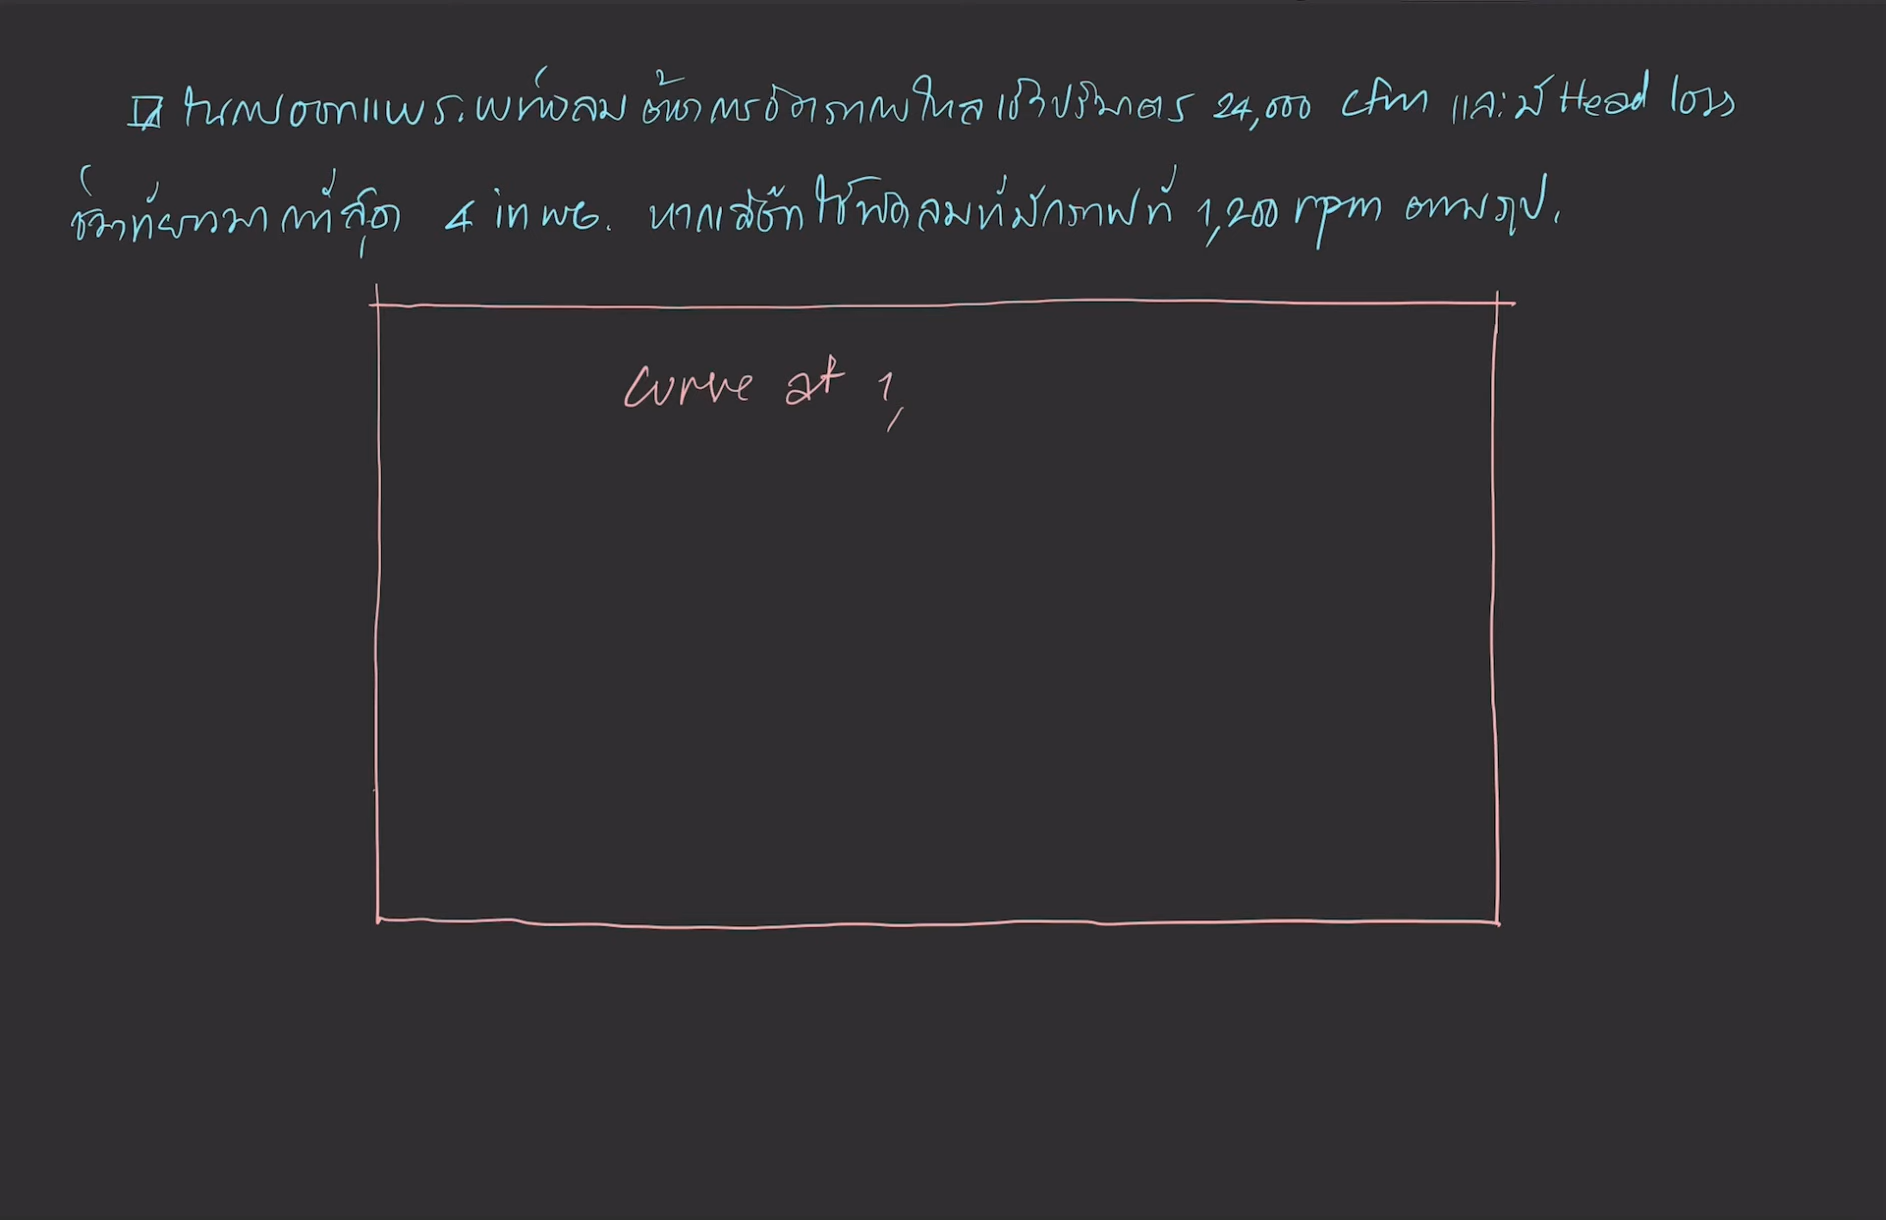 ในการออกแบบระบบท่อลม ต้องการอัตราการไหลเชิงปริมาตร 24,000 cfm และมี Head loss
ช่วงที่ยาวมากที่สุด 4 in wg. หากเลือกใช้พัดลมที่มีกราฟที่ 1,200 rpm ตามรูป.
curve at 1,